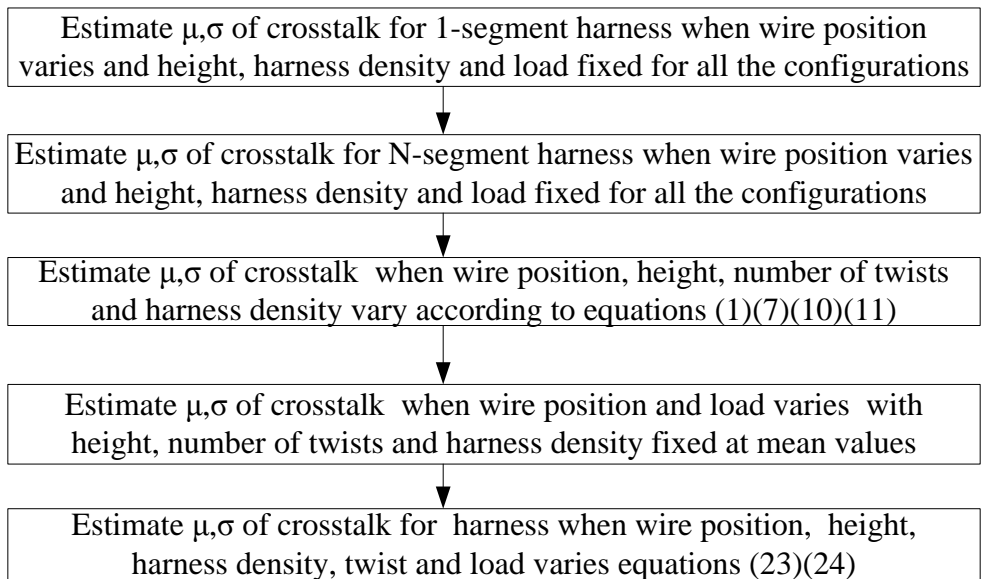 Estimate μ,σ of crosstalk for 1-segment harness when wire position
varies and height, harness density and load fixed for all the configurations
Estimate μ,σ of crosstalk for N-segment harness when wire position varies
and height, harness density and load fixed for all the configurations
Estimate μ,σ of crosstalk when wire position, height, number of twists
and harness density vary according to equations (1)(7)(10)(11)
Estimate μ,σ of crosstalk when wire position and load varies with
height, number of twists and harness density fixed at mean values
Estimate μ,σ of crosstalk for harness when wire position, height,
harness density, twist and load varies equations (23)(24)